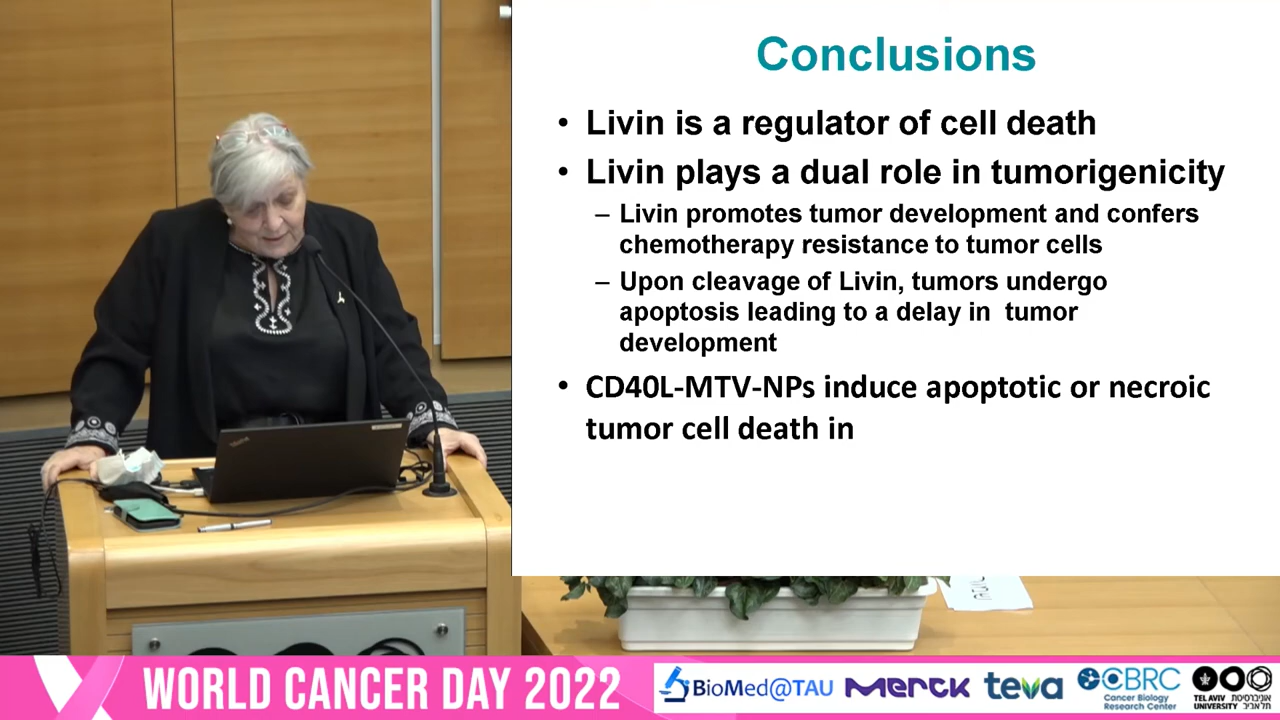 Conclusions
• Livin is a regulator of cell death
• Livin plays a dual role in tumorigenicity
– Livin promotes tumor development and confers
chemotherapy resistance to tumor cells
– Upon cleavage of Livin, tumors undergo
apoptosis leading to a delay in tumor
development
• CD40L-MTV-NPs induce apoptotic or necroic
tumor cell death in
WORLD CANCER DAY 2022
BioMed@TAU
Merck
teva
CBRC
Cancer Biology
Research Center
TEL AVIV אוניברסיטת
UNIVERSITY תל אביב